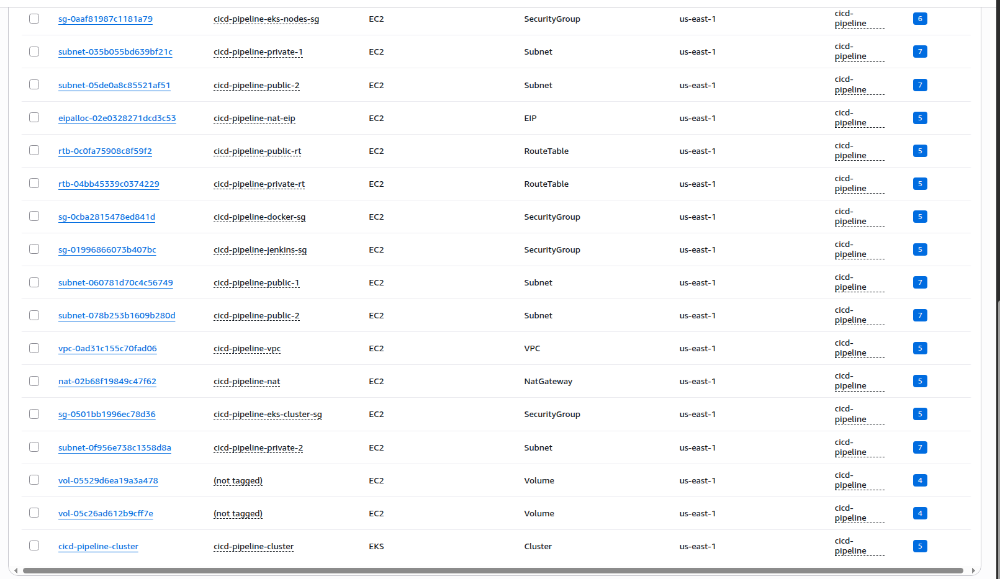 sg-0aaf81987c1181a79 cicd-pipeline-eks-nodes-sg EC2 SecurityGroup us-east-1 cicd-
pipeline 6
subnet-035b055bd639bf21c cicd-pipeline-private-1 EC2 Subnet us-east-1 cicd-
pipeline 7
subnet-05de0a8c85521af51 cicd-pipeline-public-2 EC2 Subnet us-east-1 cicd-
pipeline 7
eipalloc-02e0328271dcd3c53 cicd-pipeline-nat-eip EC2 EIP us-east-1 cicd-
pipeline 5
rtb-0c0fa75908c8f59f2 cicd-pipeline-public-rt EC2 RouteTable us-east-1 cicd-
pipeline 5
rtb-04bb45339c0374229 cicd-pipeline-private-rt EC2 RouteTable us-east-1 cicd-
pipeline 5
sg-0cba2815478ed841d cicd-pipeline-docker-sg EC2 SecurityGroup us-east-1 cicd-
pipeline 5
sg-01996866073b407bc cicd-pipeline-jenkins-sg EC2 SecurityGroup us-east-1 cicd-
pipeline 5
subnet-060781d70c4c56749 cicd-pipeline-public-1 EC2 Subnet us-east-1 cicd-
pipeline 7
subnet-078b253b1609b280d cicd-pipeline-public-2 EC2 Subnet us-east-1 cicd-
pipeline 7
vpc-0ad31c155c70fad06 cicd-pipeline-vpc EC2 VPC us-east-1 cicd-
pipeline 5
nat-02b68f19849c47f62 cicd-pipeline-nat EC2 NatGateway us-east-1 cicd-
pipeline 5
sg-0501bb1996ec78d36 cicd-pipeline-eks-cluster-sg EC2 SecurityGroup us-east-1 cicd-
pipeline 5
subnet-0f956e738c1358d8a cicd-pipeline-private-2 EC2 Subnet us-east-1 cicd-
pipeline 7
vol-05529d6ea19a3a478 (not tagged) EC2 Volume us-east-1 cicd-
pipeline 4
vol-05c26ad612b9cff7e (not tagged) EC2 Volume us-east-1 cicd-
pipeline 4
cicd-pipeline-cluster cicd-pipeline-cluster EKS Cluster us-east-1 cicd-
pipeline 5